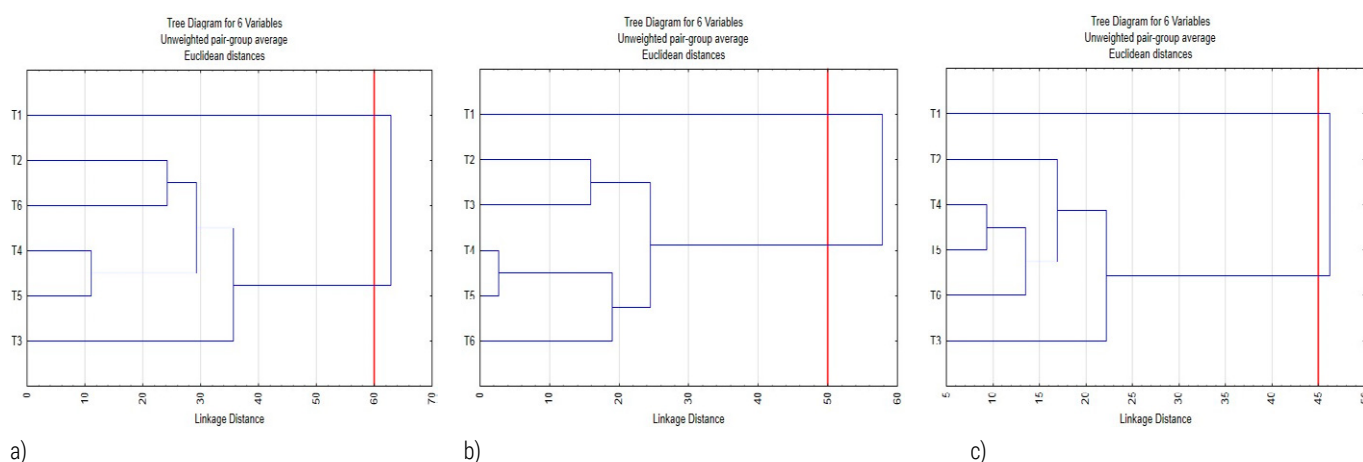 Tree Diagram for 6 Variables
Unweighted pair-group average
Euclidean distances
T1
T2
T6
T4
T5
T3
0 10 20 30 40 50 60 70
Linkage Distance
a)
Tree Diagram for 6 Variables
Unweighted pair-group average
Euclidean distances
T1
T2
T3
T4
T5
T6
0 10 20 30 40 50 60
Linkage Distance
b)
Tree Diagram for 6 Variables
Unweighted pair-group average
Euclidean distances
T1
T2
T4
T5
T6
T3
5 10 15 20 25 30 35 40 45
Linkage Distance
c)